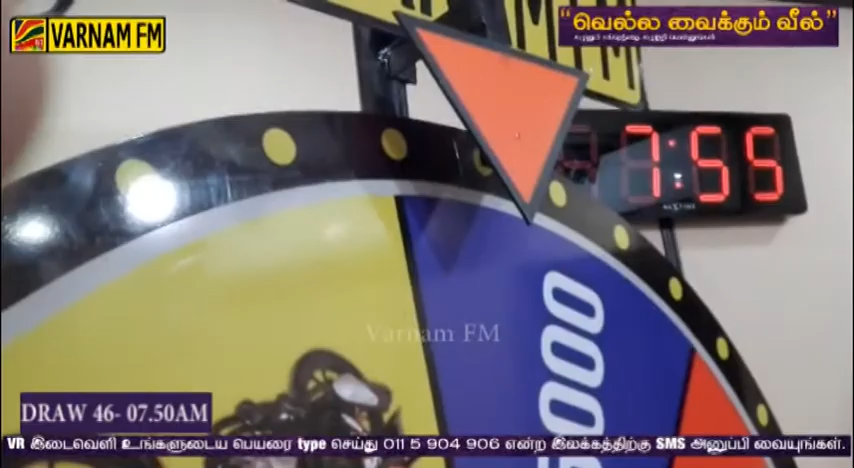 VARNAM FM
“வெல்ல வைக்கும் வீல்”
7:55
5000
Varnam FM
DRAW 46- 07.50AM
VR இடைவெளி உங்களுடைய பெயரை type செய்து 011 5 904 906 என்ற இலக்கத்திற்கு SMS அனுப்பி வையுங்கள்.